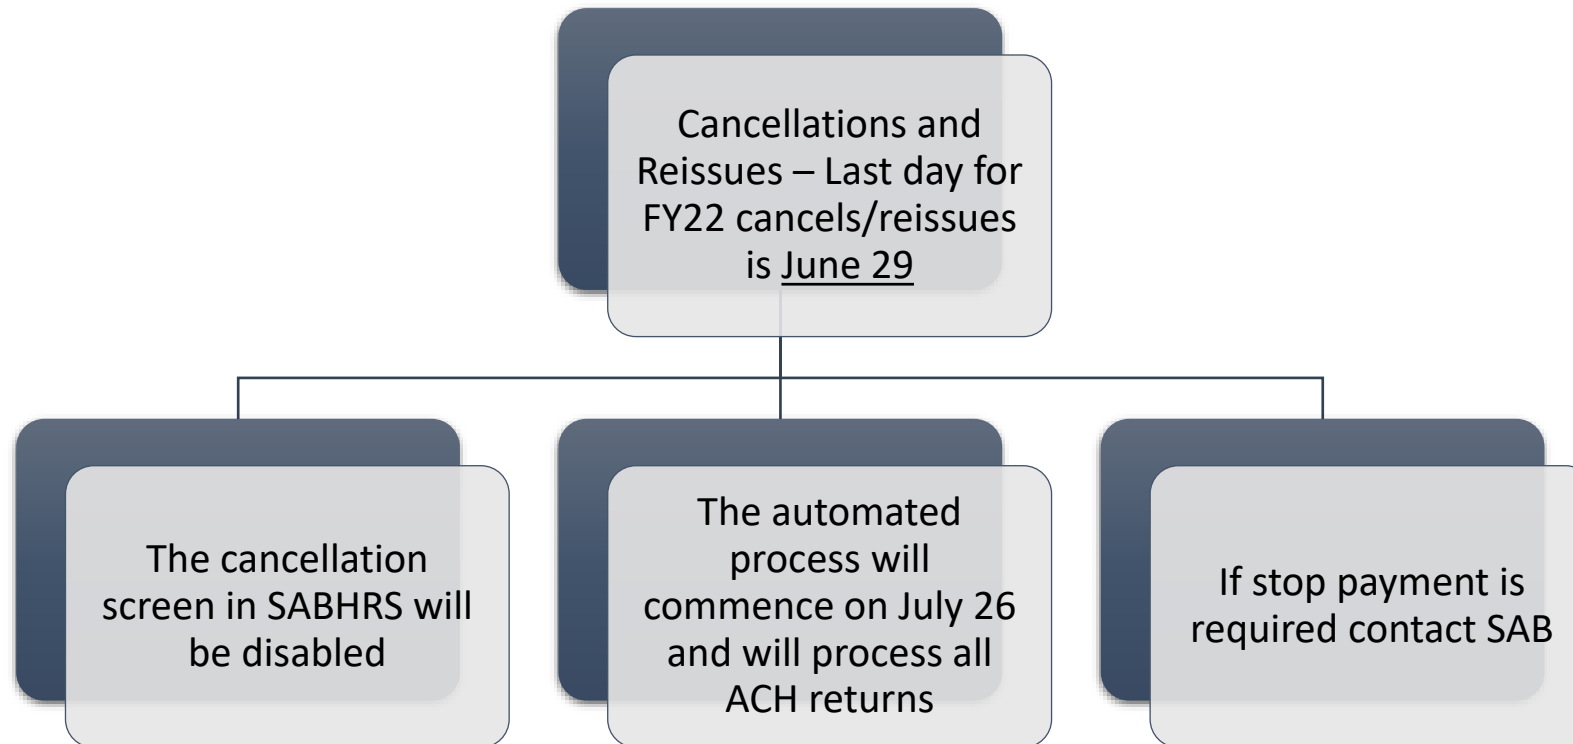 Cancellations and
Reissues – Last day for
FY22 cancels/reissues
is June 29
The cancellation
screen in SABHRS will
be disabled
The automated
process will
commence on July 26
and will process all
ACH returns
If stop payment is
required contact SAB